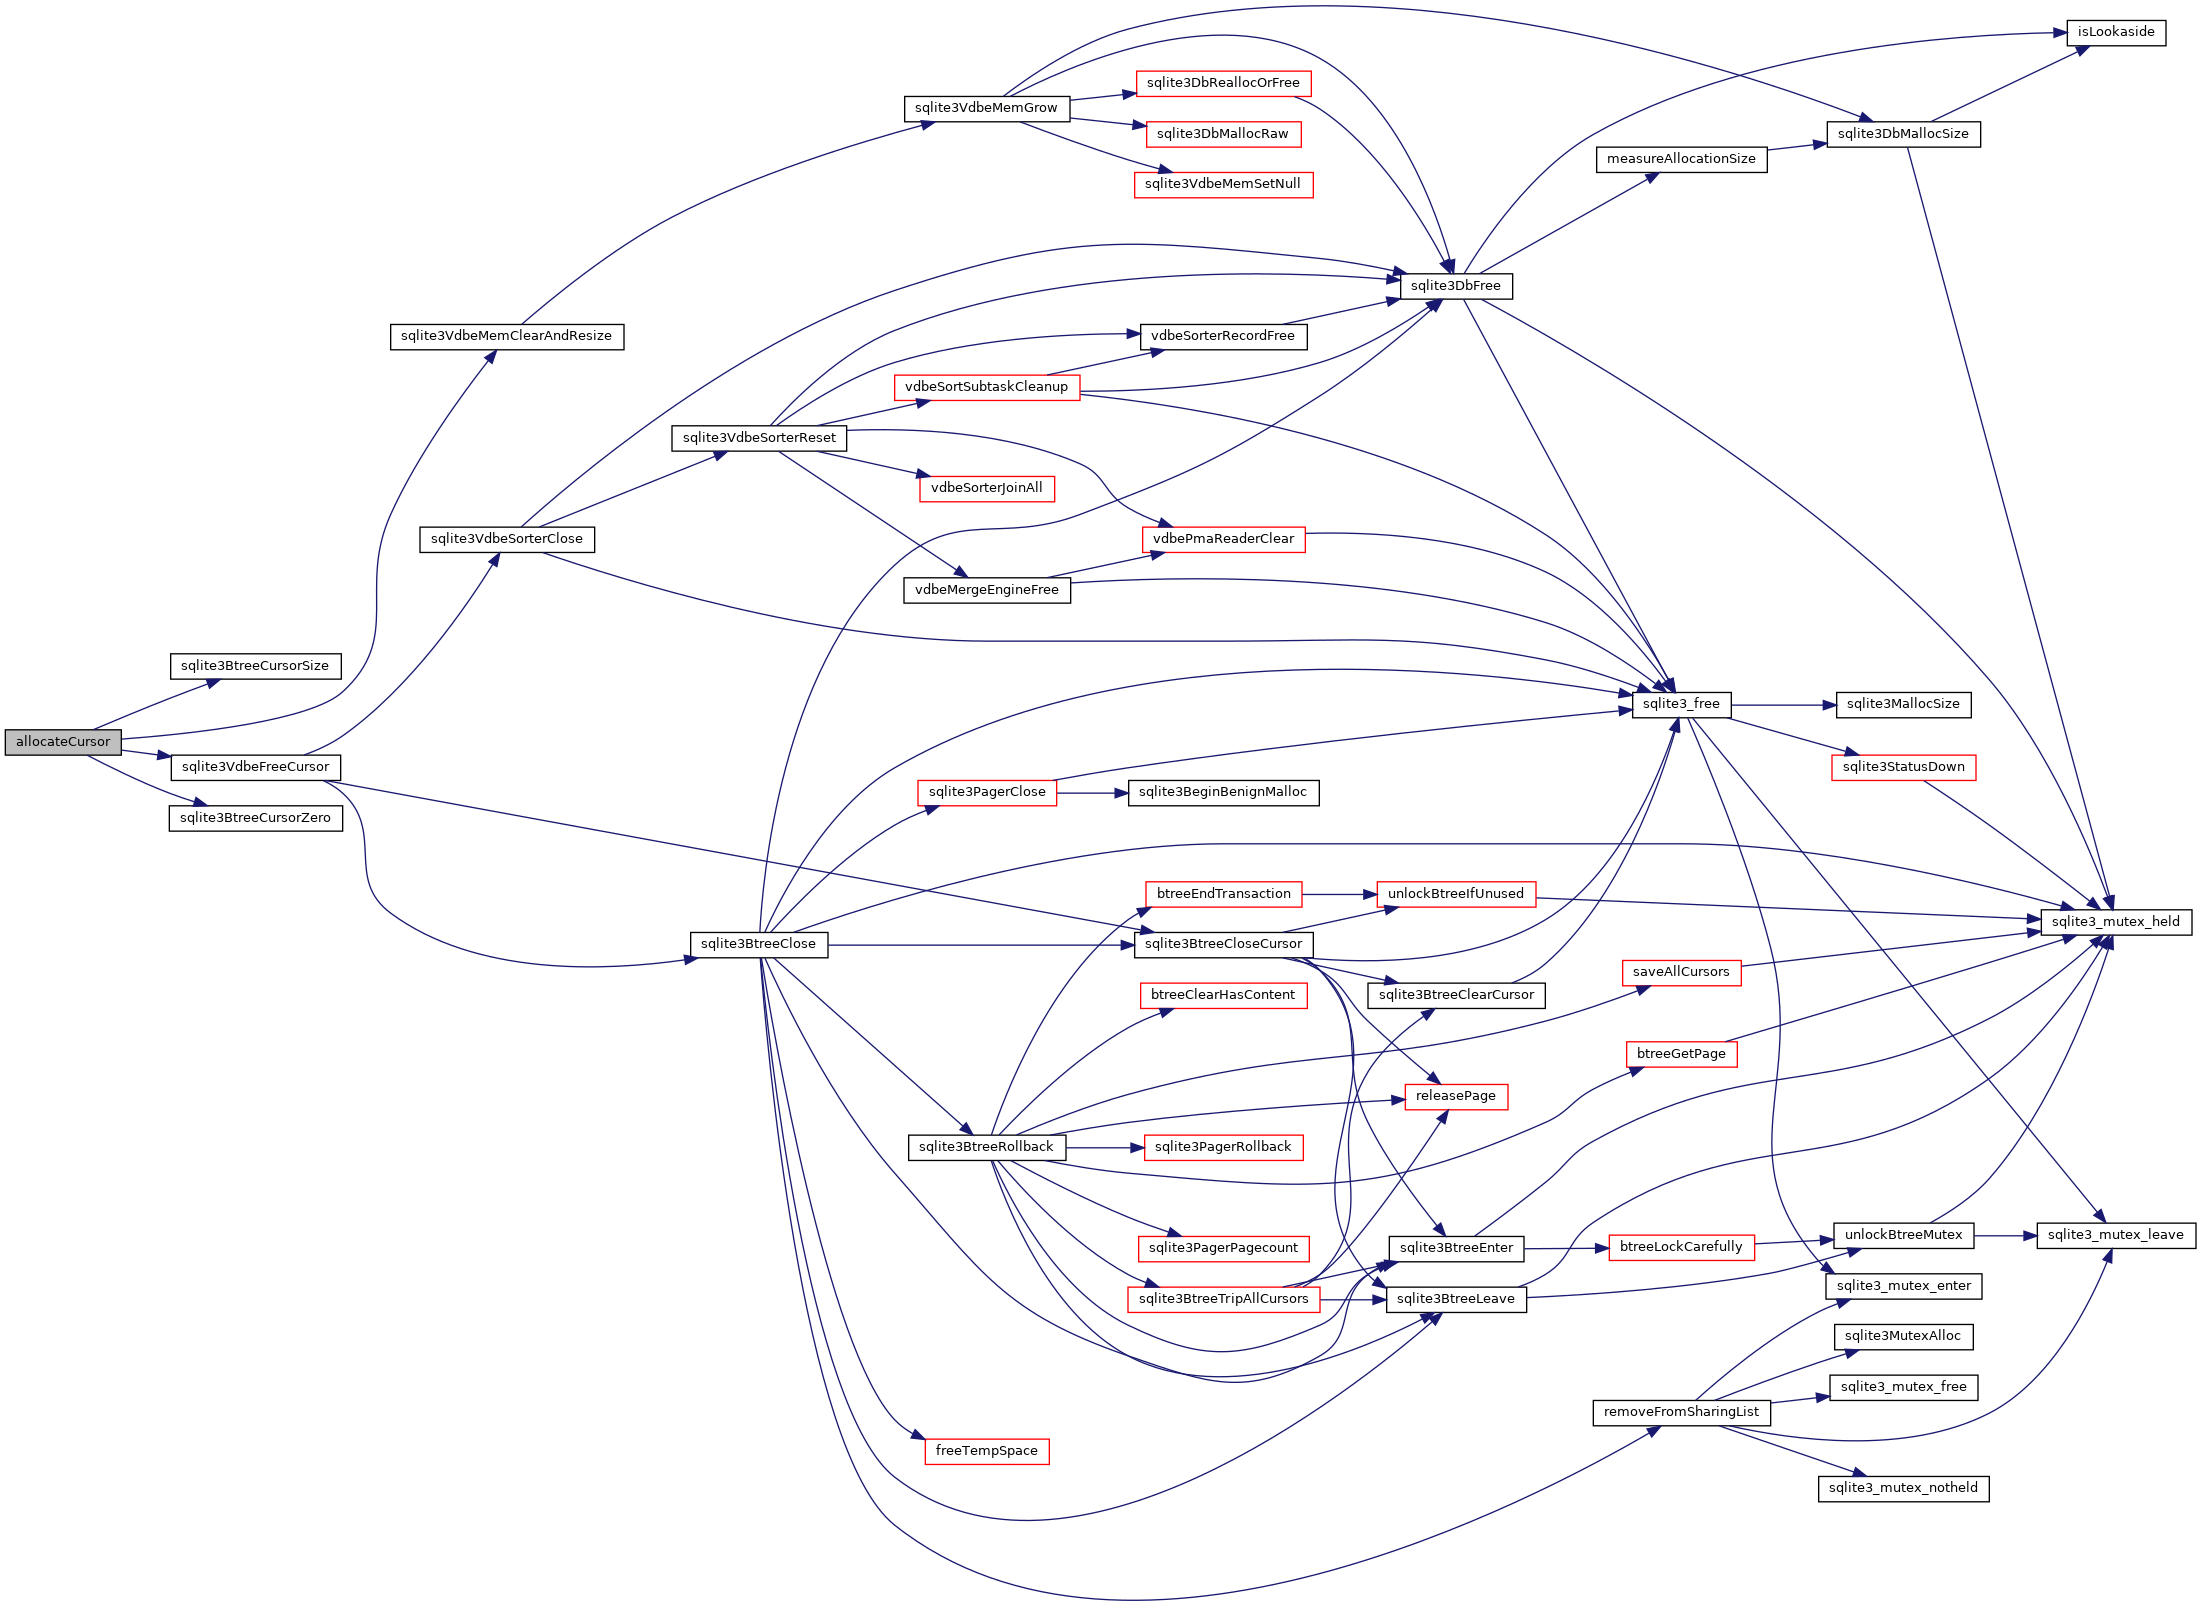 isLookaside
sqlite3DbReallocOrFree
sqlite3VdbeMemGrow
sqlite3DbMallocRaw
sqlite3DbMallocSize
measureAllocationSize
sqlite3VdbeMemSetNull
sqlite3DbFree
sqlite3VdbeMemClearAndResize
vdbeSorterRecordFree
vdbeSortSubtaskCleanup
sqlite3VdbeSorterReset
vdbeSorterJoinAll
sqlite3VdbeSorterClose
vdbePmaReaderClear
vdbeMergeEngineFree
sqlite3BtreeCursorSize
sqlite3_free
sqlite3MallocSize
allocateCursor
sqlite3VdbeFreeCursor
sqlite3StatusDown
sqlite3PagerClose
sqlite3BeginBenignMalloc
sqlite3BtreeCursorZero
btreeEndTransaction
unlockBtreeIfUnused
sqlite3_mutex_held
sqlite3BtreeClose
sqlite3BtreeCloseCursor
saveAllCursors
btreeClearHasContent
sqlite3BtreeClearCursor
btreeGetPage
releasePage
sqlite3BtreeRollback
sqlite3PagerRollback
unlockBtreeMutex
sqlite3_mutex_leave
sqlite3PagerPagecount
sqlite3BtreeEnter
btreeLockCarefully
sqlite3_mutex_enter
sqlite3BtreeTripAllCursors
sqlite3BtreeLeave
sqlite3MutexAlloc
sqlite3_mutex_free
removeFromSharingList
freeTempSpace
sqlite3_mutex_notheld